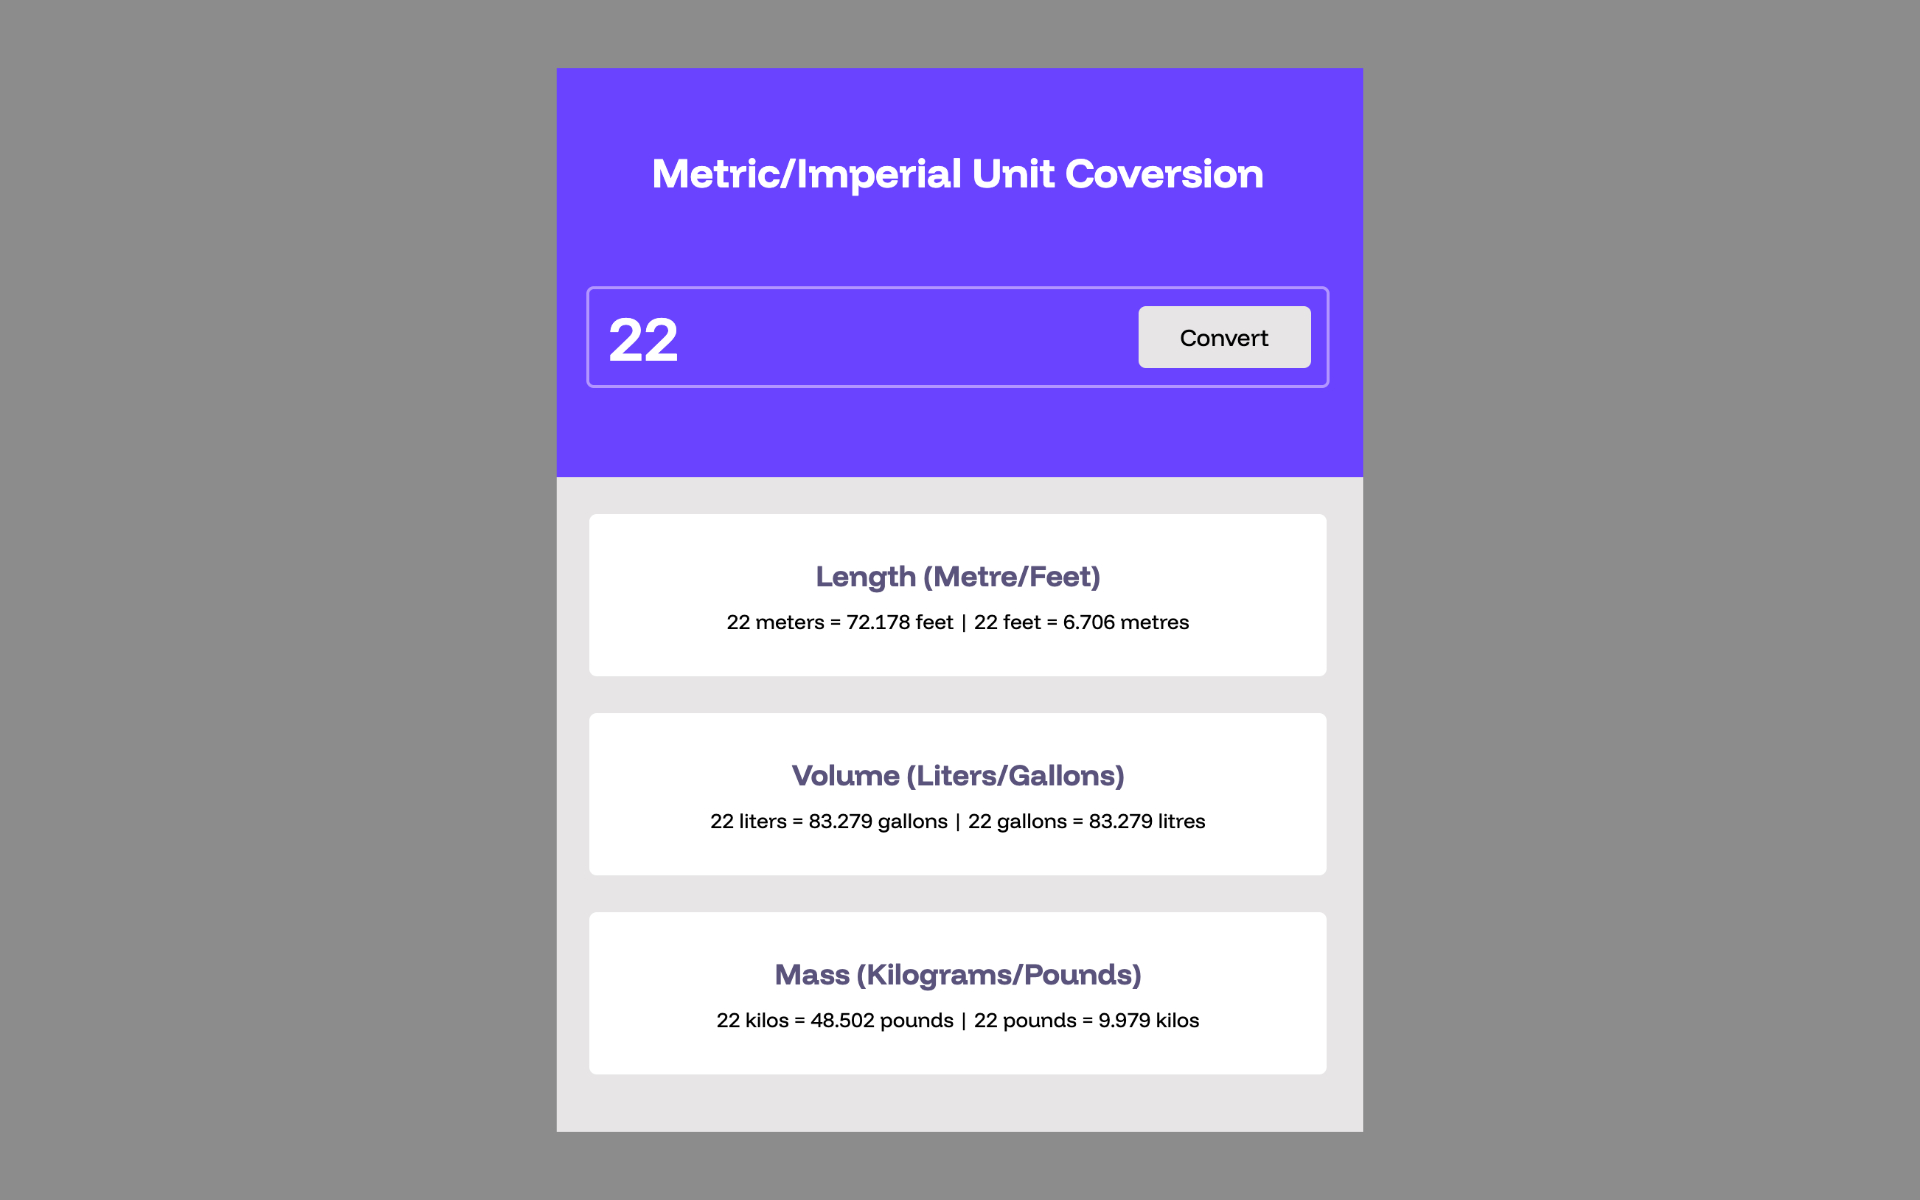 Metric/Imperial Unit Coversion
22
Convert
Length (Metre/Feet)
22 meters = 72.178 feet | 22 feet = 6.706 metres
Volume (Liters/Gallons)
22 liters = 83.279 gallons | 22 gallons = 83.279 litres
Mass (Kilograms/Pounds)
22 kilos = 48.502 pounds | 22 pounds = 9.979 kilos